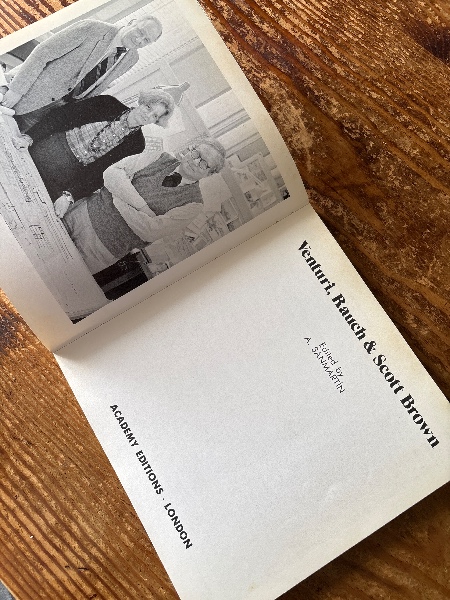 Venturi, Rauch & Scott Brown
Edited by
A. SANMARTIN
ACADEMY EDITIONS · LONDON